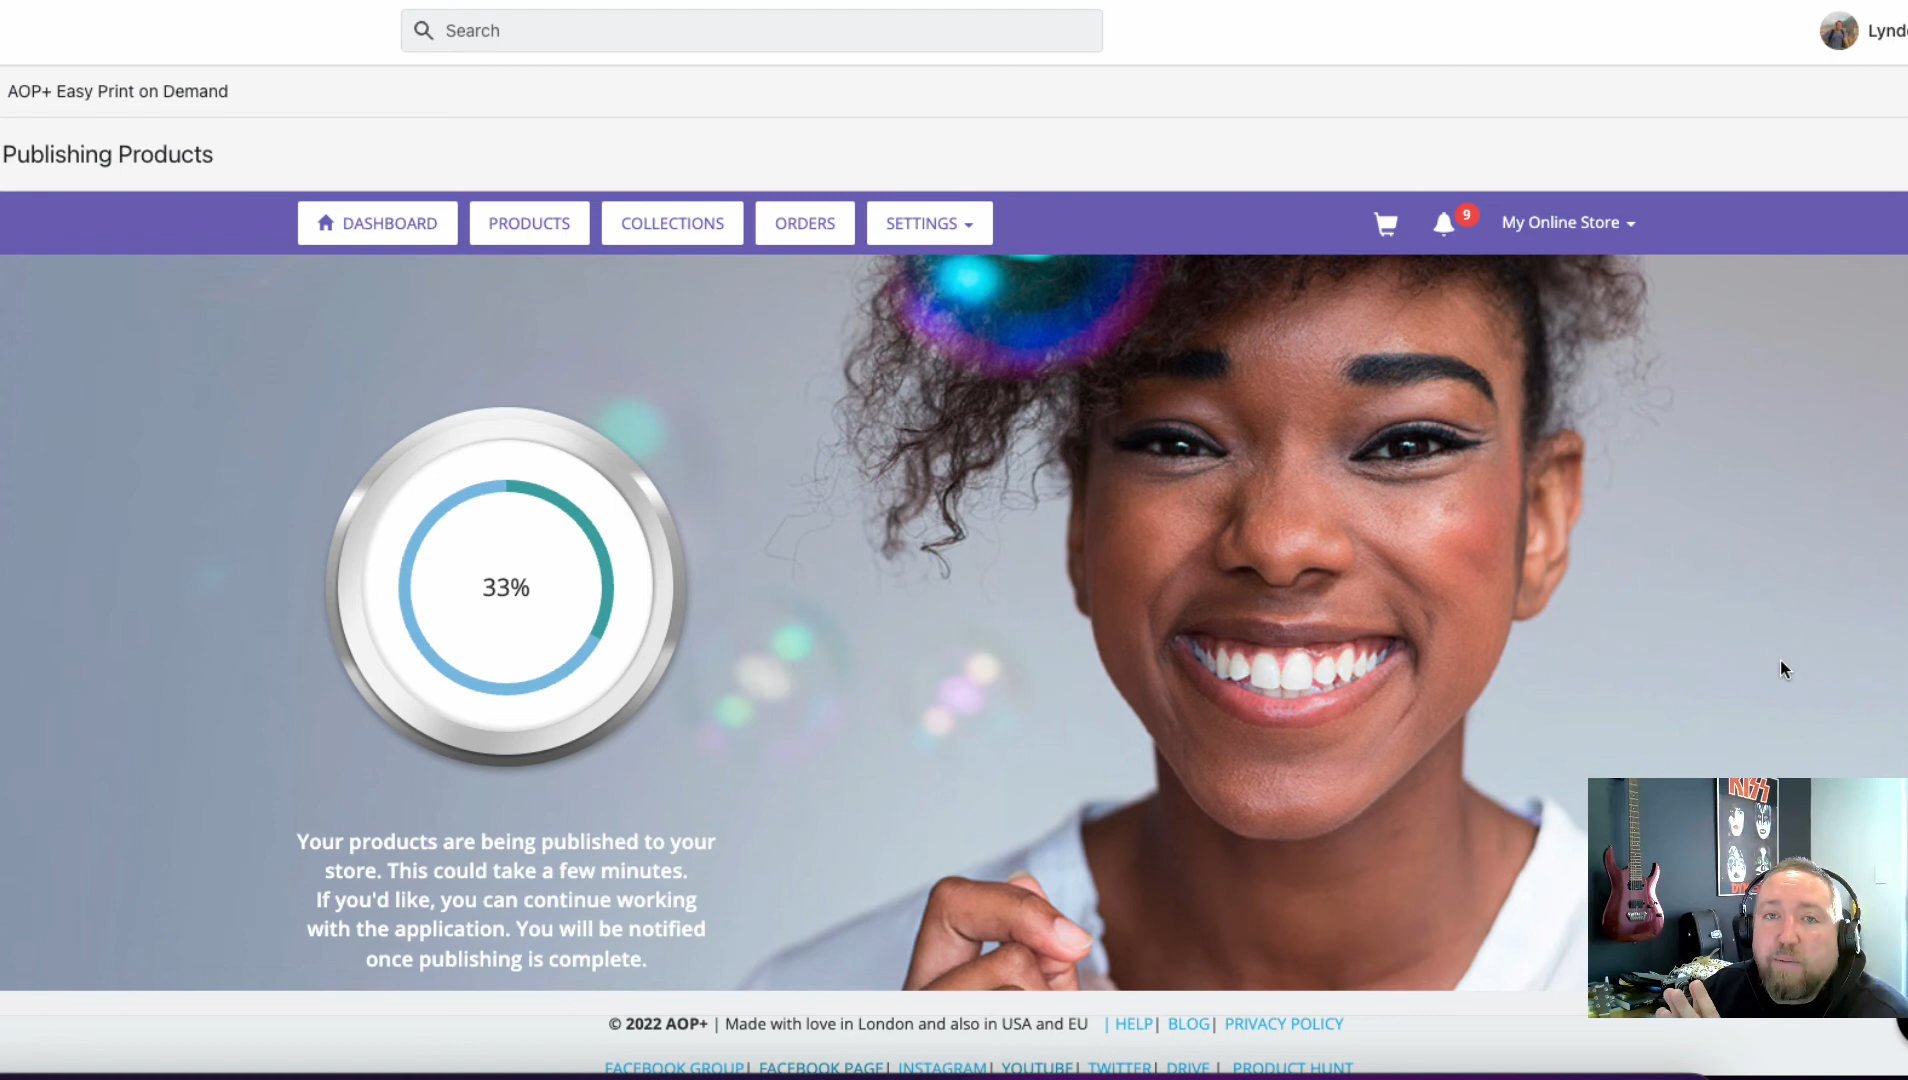 Search
Lynd
AOP+ Easy Print on Demand
Publishing Products
DASHBOARD
PRODUCTS
COLLECTIONS
ORDERS
SETTINGS
9
My Online Store
33%
Your products are being published to your
store. This could take a few minutes.
If you'd like, you can continue working
with the application. You will be notified
once publishing is complete.
KISS
© 2022 AOP+ | Made with love in London and also in USA and EU | HELP| BLOG| PRIVACY POLICY
FACEBOOK GROUP| FACEBOOK PAGE| INSTAGRAM| YOUTUBE| TWITTER| DRIVE | PRODUCT HUNT